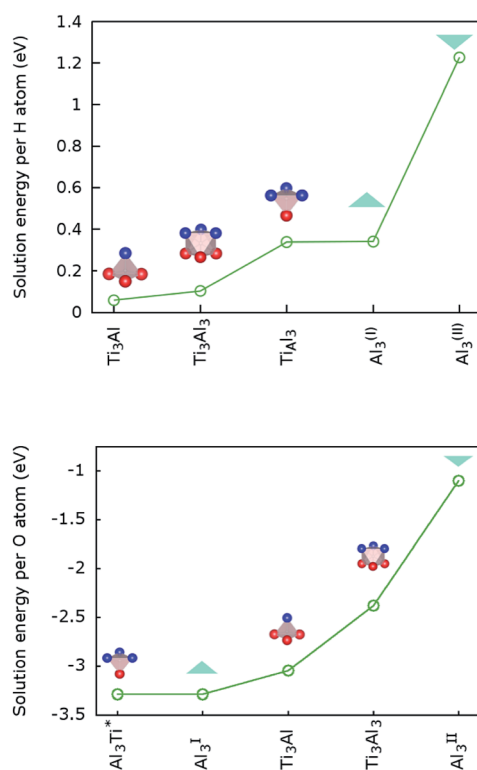 Solution energy per H atom (eV)
1.4
1.2
1
0.8
0.6
0.4
0.2
0
Ti3Al
Ti3Al3
TiAl3
Al3(I)
Al3(II)
Solution energy per O atom (eV)
-1
-1.5
-2
-2.5
-3
-3.5
Al3Ti*
Al3I
Ti3Al
Ti3Al3
Al3II